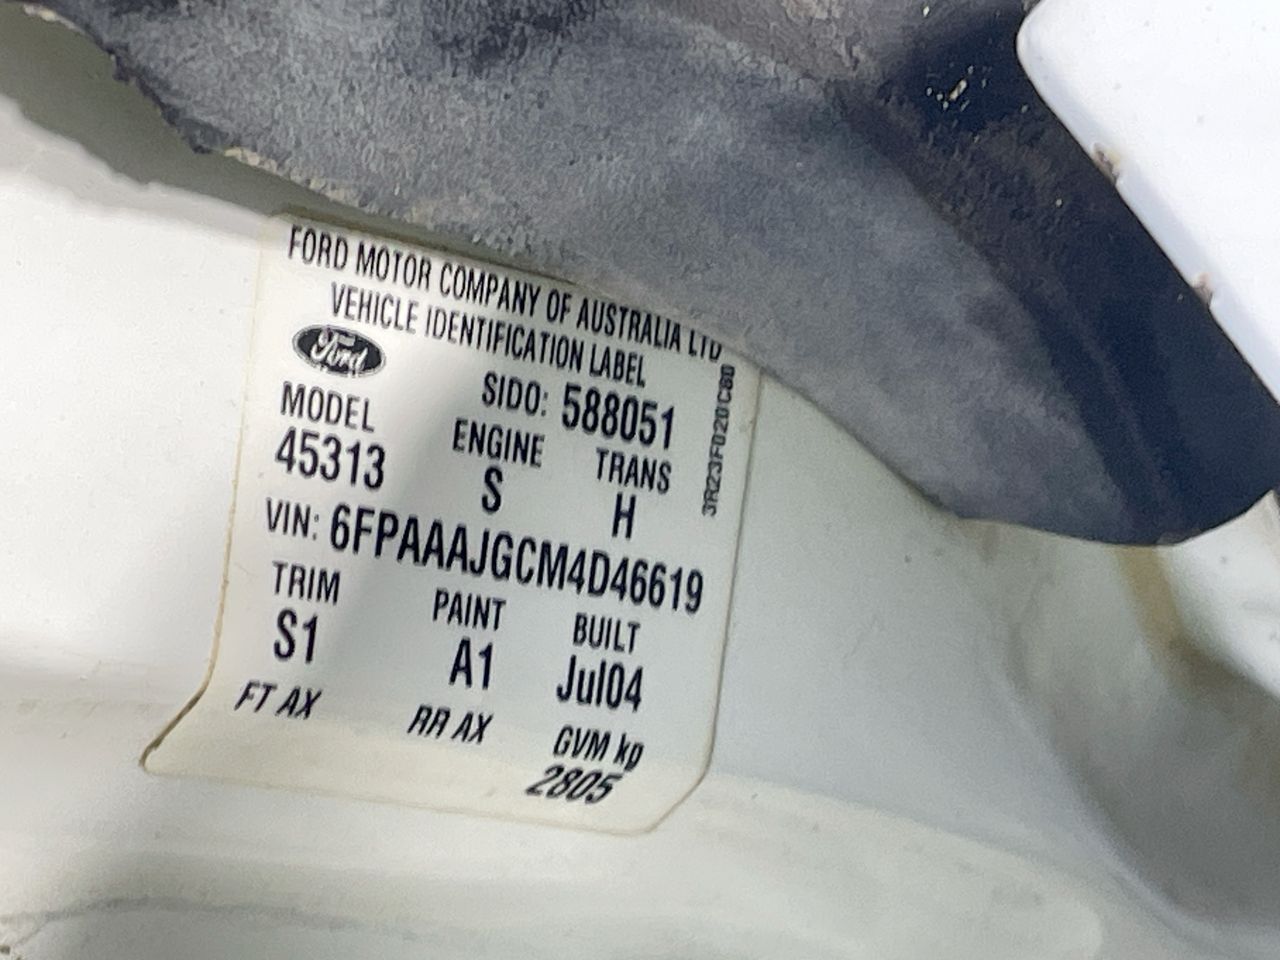 FORD MOTOR COMPANY OF AUSTRALIA LTD
VEHICLE IDENTIFICATION LABEL
Ford
SIDO: 588051
MODEL ENGINE TRANS
45313 S H
VIN: 6FPAAAJGCM4D46619
TRIM PAINT BUILT
S1 A1 Jul04
FT AX RR AX GVM kg
2805
3R23F020C80